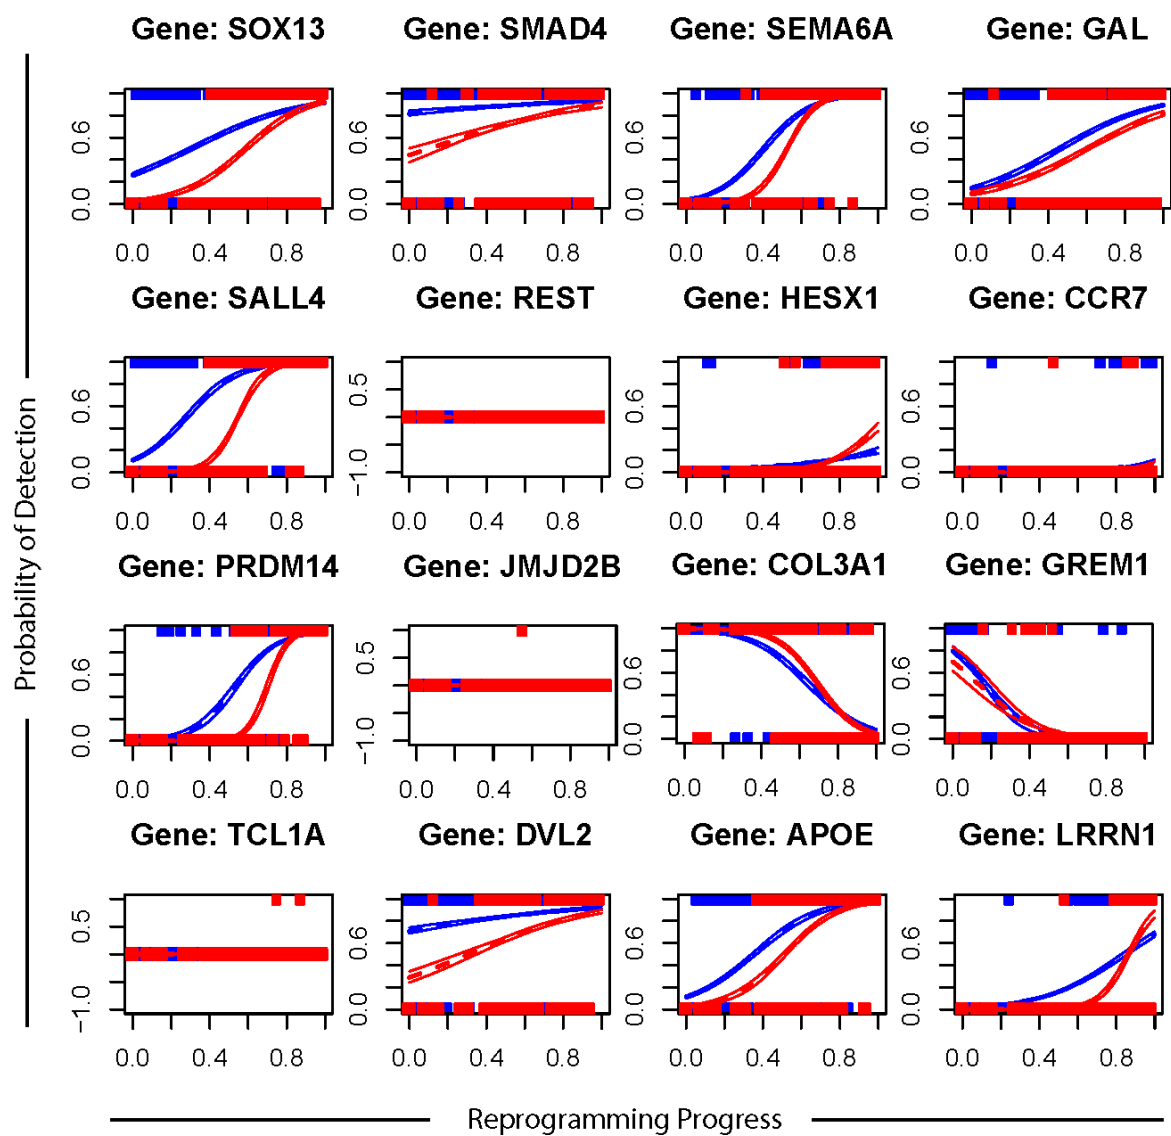 Gene: SOX13 Gene: SMAD4 Gene: SEMA6A Gene: GAL
0.0 0.6 0.0 0.6 0.0 0.6 0.0 0.6
0.0 0.4 0.8 0.0 0.4 0.8 0.0 0.4 0.8 0.0 0.4 0.8
Gene: SALL4 Gene: REST Gene: HESX1 Gene: CCR7
0.0 0.6 -1.0 0.5 0.0 0.6 0.0 0.6
0.0 0.4 0.8 0.0 0.4 0.8 0.0 0.4 0.8 0.0 0.4 0.8
Probability of Detection
Gene: PRDM14 Gene: JMJD2B Gene: COL3A1 Gene: GREM1
0.0 0.6 -1.0 0.5 0.0 0.6 0.0 0.6
0.0 0.4 0.8 0.0 0.4 0.8 0.0 0.4 0.8 0.0 0.4 0.8
Gene: TCL1A Gene: DVL2 Gene: APOE Gene: LRRN1
-1.0 0.5 0.0 0.6 0.0 0.6 0.0 0.6
0.0 0.4 0.8 0.0 0.4 0.8 0.0 0.4 0.8 0.0 0.4 0.8
Reprogramming Progress